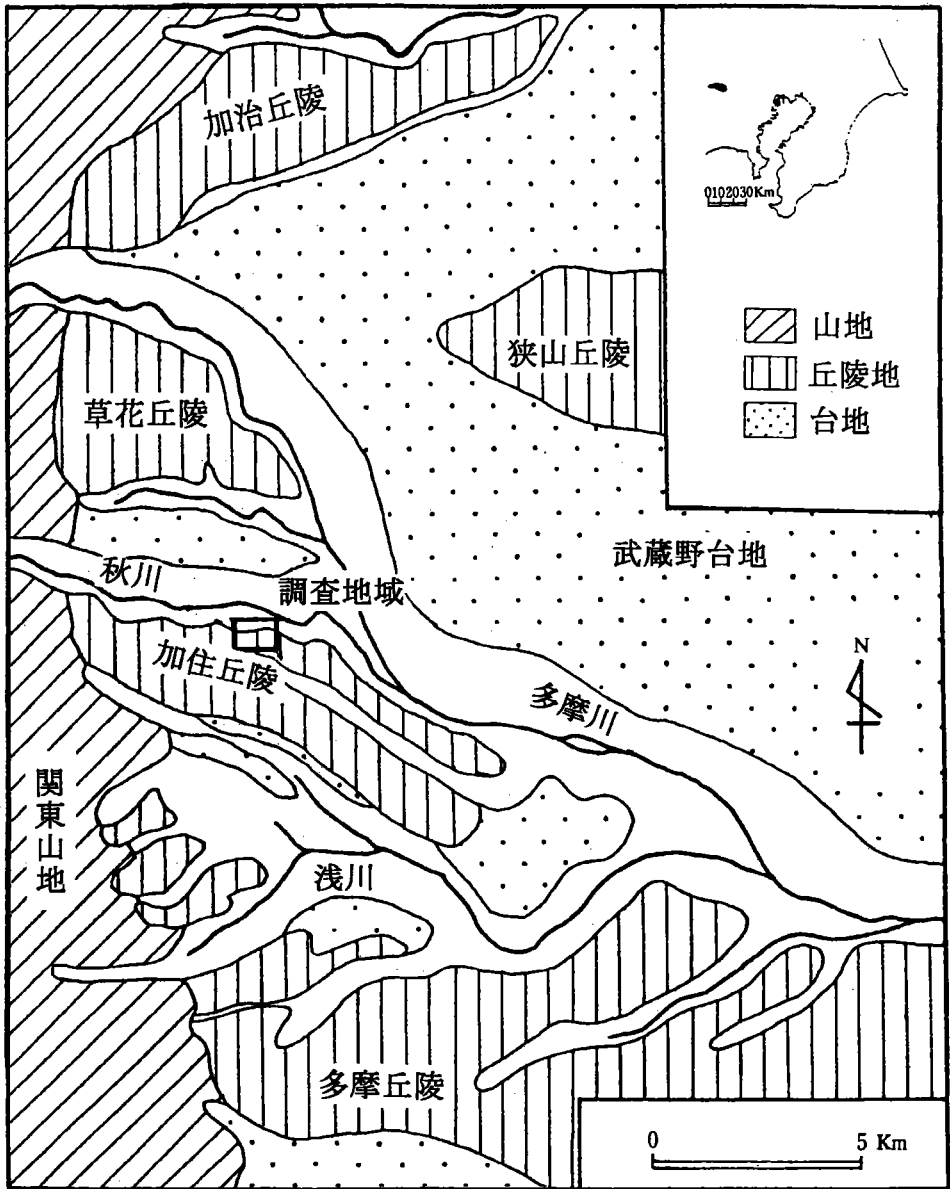 加治丘陵
0102030Km
山地
丘陵地
台地
狭山丘陵
草花丘陵
武蔵野台地
秋川
調査地域
加住丘陵
N
多摩川
関東山地
浅川
多摩丘陵
0 5 Km